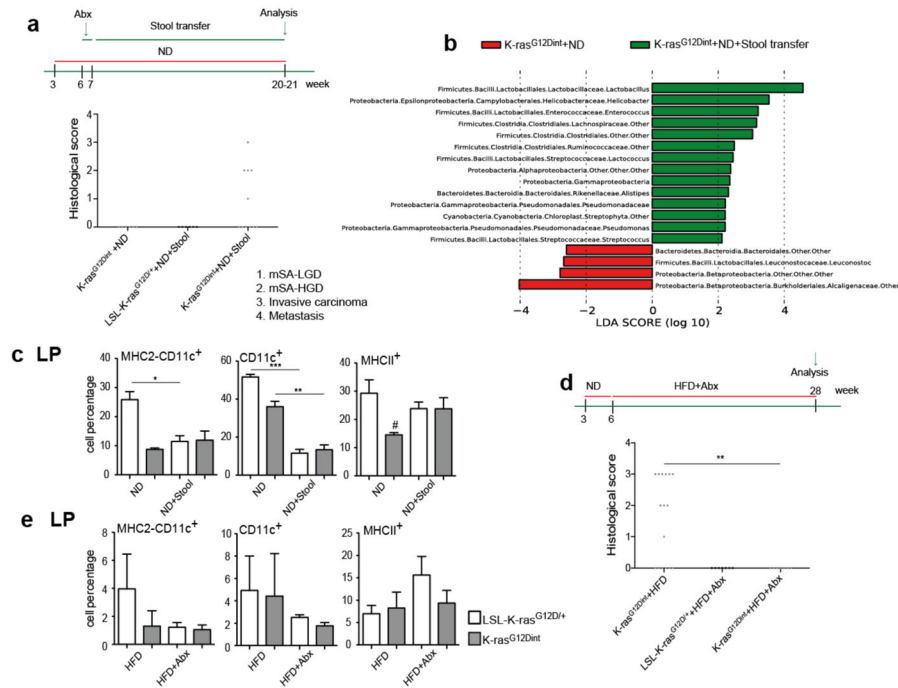 a
Abx
Stool transfer
Analysis
ND
3
6
7
20-21
week
Histological score
4
3
2
1
0
K-rasG12Dint+ND
LSL-K-rasG12D/++ND+Stool
K-rasG12Dint+ND+Stool
1. mSA-LGD
2. mSA-HGD
3. Invasive carcinoma
4. Metastasis
b
K-rasG12Dint+ND
K-rasG12Dint+ND+Stool transfer
Firmicutes.Bacilli.Lactobacillales.Lactobacillaceae.Lactobacillus
Proteobacteria.Epsilonproteobacteria.Campylobacterales.Helicobacteraceae.Helicobacter
Firmicutes.Bacilli.Lactobacillales.Enterococcaceae.Enterococcus
Firmicutes.Clostridia.Clostridiales.Lachnospiraceae.Other
Firmicutes.Clostridia.Clostridiales.Other.Other
Firmicutes.Clostridia.Clostridiales.Ruminococcaceae.Other
Firmicutes.Bacilli.Lactobacillales.Streptococcaceae.Lactococcus
Proteobacteria.Alphaproteobacteria.Other.Other.Other
Proteobacteria.Gammaproteobacteria
Bacteroidetes.Bacteroidia.Bacteroidales.Rikenellaceae.Alistipes
Proteobacteria.Gammaproteobacteria.Pseudomonadales.Pseudomonadaceae
Cyanobacteria.Cyanobacteria.Chloroplast.Streptophyta.Other
Proteobacteria.Gammaproteobacteria.Pseudomonadales.Pseudomonadaceae.Pseudomonas
Firmicutes.Bacilli.Lactobacillales.Streptococcaceae.Streptococcus
Bacteroidetes.Bacteroidia.Bacteroidales.Other.Other
Firmicutes.Bacilli.Lactobacillales.Leuconostocaceae.Leuconostoc
Proteobacteria.Betaproteobacteria.Other.Other.Other
Proteobacteria.Betaproteobacteria.Burkholderiales.Alcaligenaceae.Other
−4 −2 0 2 4
LDA SCORE (log 10)
c LP
cell percentage
MHC2-CD11c+
*
40
30
20
10
0
ND
ND+Stool
CD11c+
***
**
60
40
20
0
ND
ND+Stool
MHCII+
#
40
30
20
10
0
ND
ND+Stool
d
Analysis
ND
HFD+Abx
28
week
3
6
Histological score
**
4
3
2
1
0
K-rasG12Dint+HFD
LSL-K-rasG12D/++HFD+Abx
K-rasG12Dint+HFD+Abx
e LP
cell percentage
MHC2-CD11c+
8
6
4
2
0
HFD
HFD+Abx
CD11c+
10
8
6
4
2
0
HFD
HFD+Abx
MHCII+
25
20
15
10
5
0
HFD
HFD+Abx
LSL-K-rasG12D/+
K-rasG12Dint